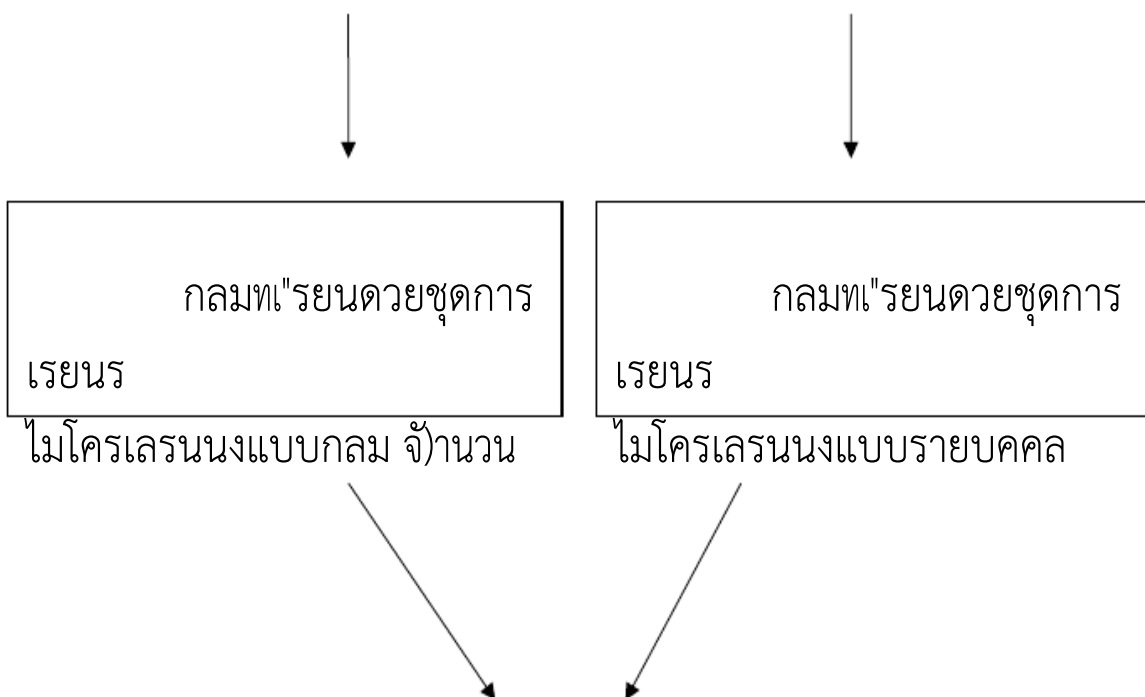 กลมทเ"รยนดวยชุดการ
เรยนร
ไมโครเลรนนงแบบกลม จ)ํานวน
กลมทเ"รยนดวยชุดการ
เรยนร
ไมโครเลรนนงแบบรายบคคล